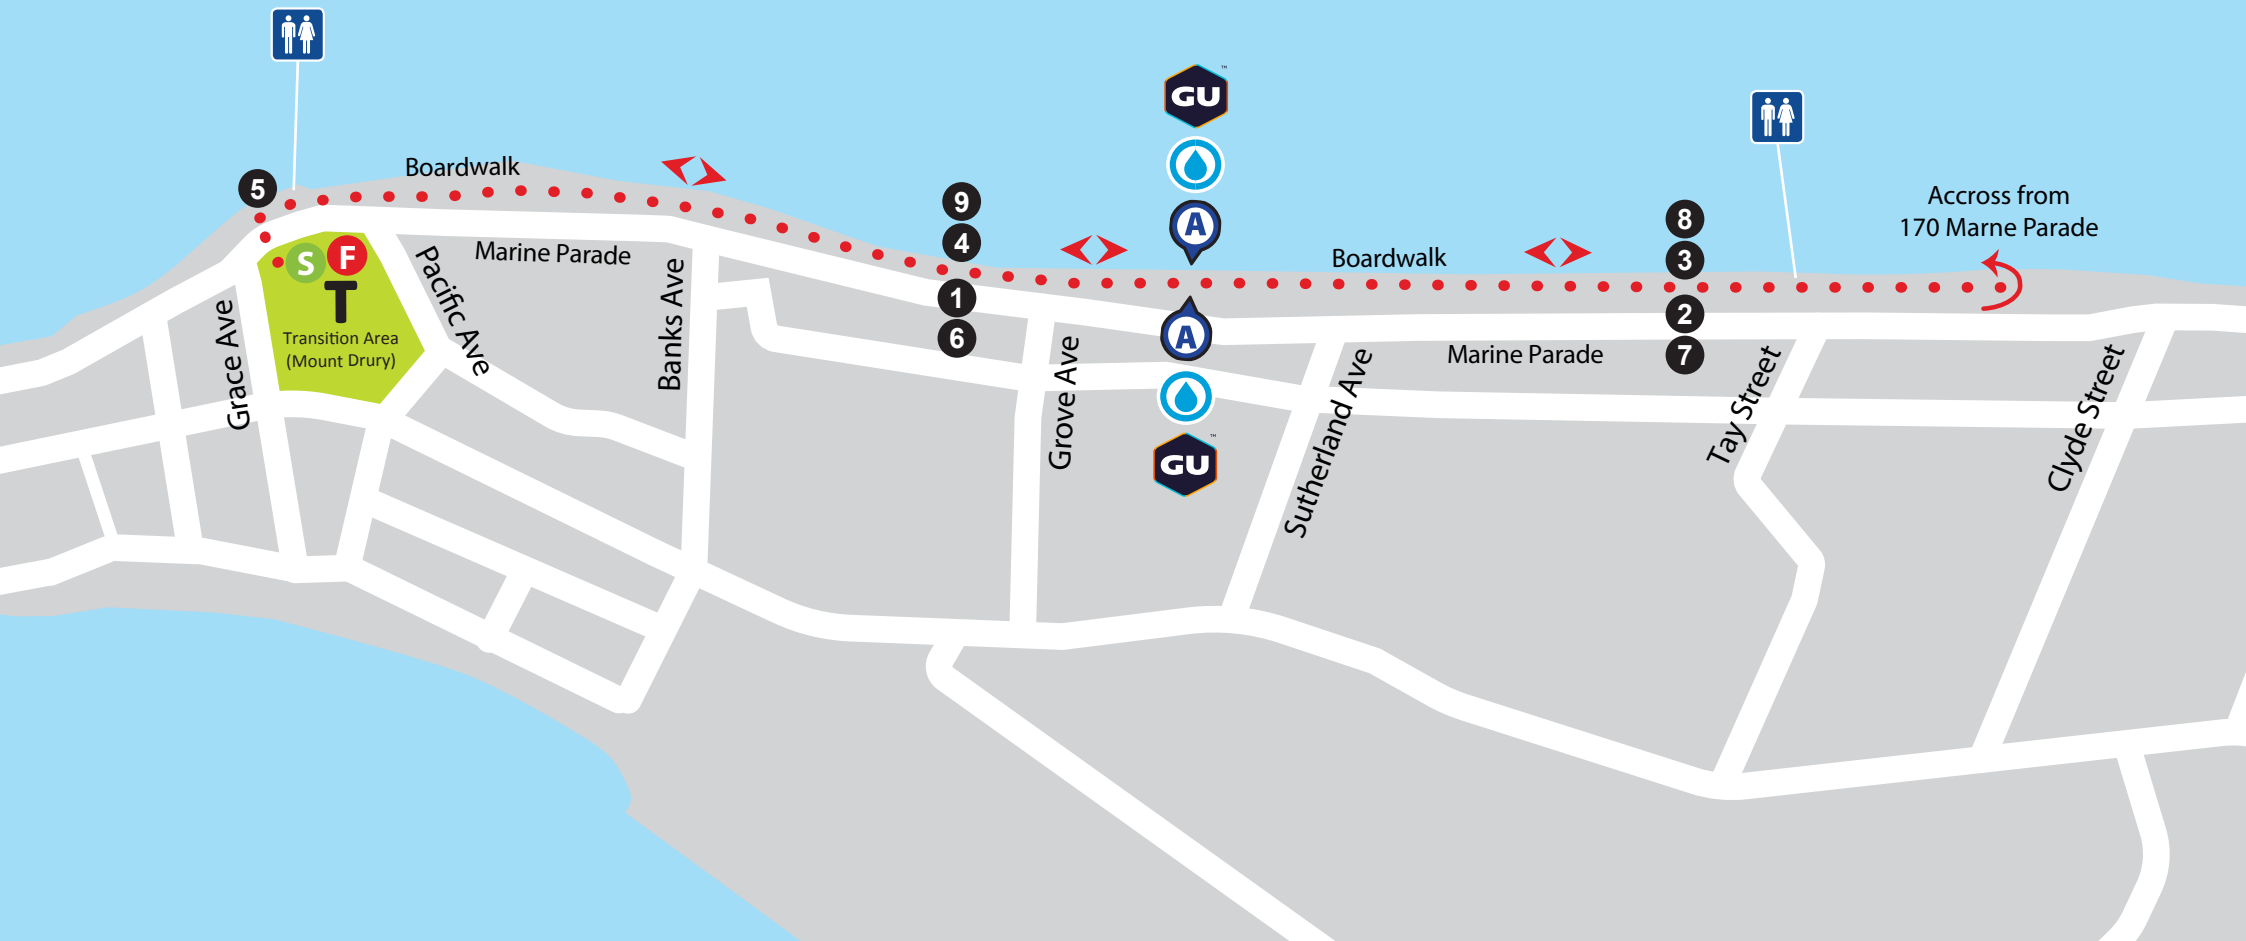 GU
™
5
Boardwalk
9
4
A
8
3
Accross from
170 Marne Parade
Boardwalk
S
F
T
Transition Area
(Mount Drury)
Marine Parade
Grace Ave
Pacific Ave
Banks Ave
1
6
Grove Ave
A
GU
™
Sutherland Ave
Marine Parade
2
7
Tay Street
Clyde Street